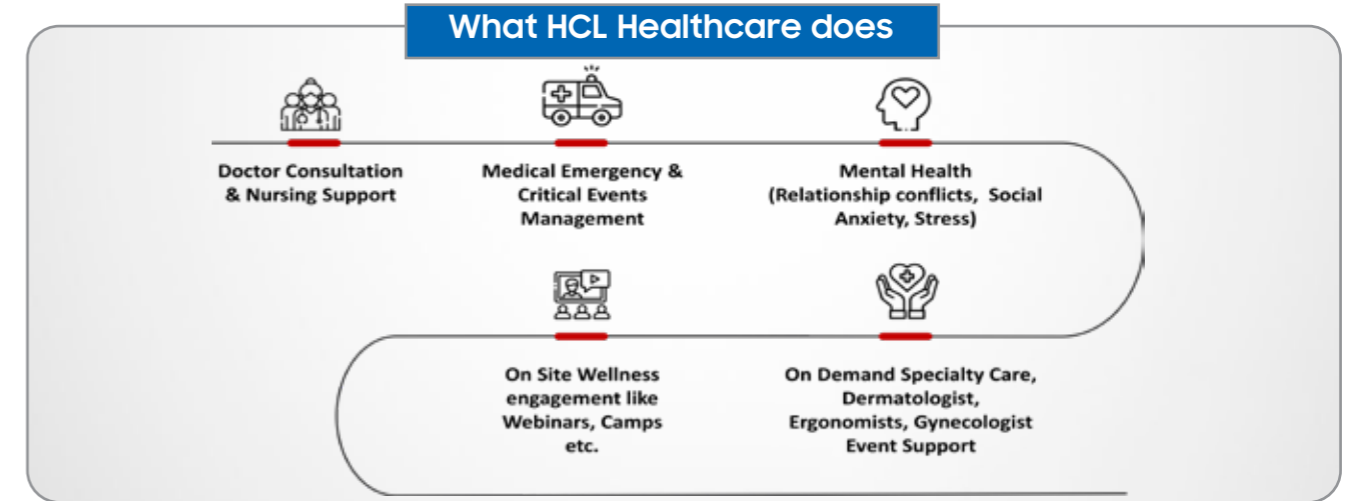 What HCL Healthcare does
Doctor Consultation
& Nursing Support
Medical Emergency &
Critical Events
Management
Mental Health
(Relationship conflicts, Social
Anxiety, Stress)
On Site Wellness
engagement like
Webinars, Camps
etc.
On Demand Specialty Care,
Dermatologist,
Ergonomists, Gynecologist
Event Support